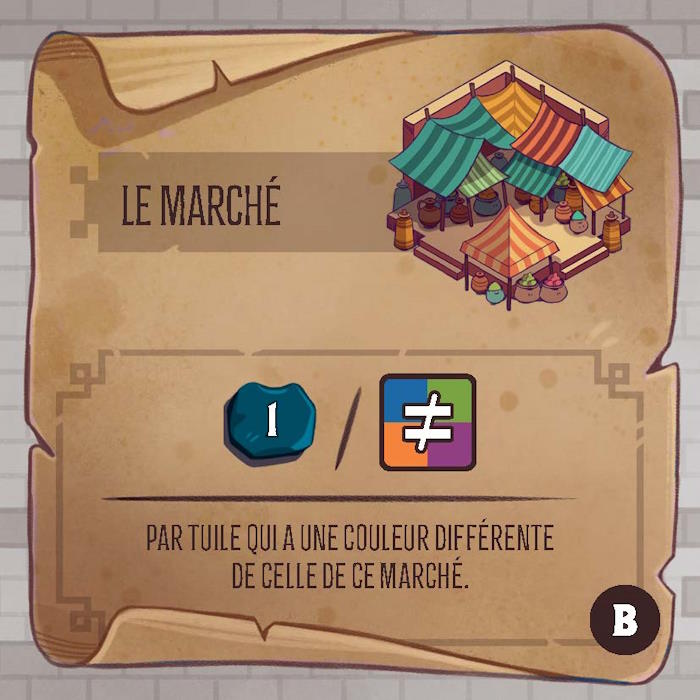 LE MARCHÉ
1 / ≠
PAR TUILE QUI A UNE COULEUR DIFFÉRENTE
DE CELLE DE CE MARCHÉ.
B